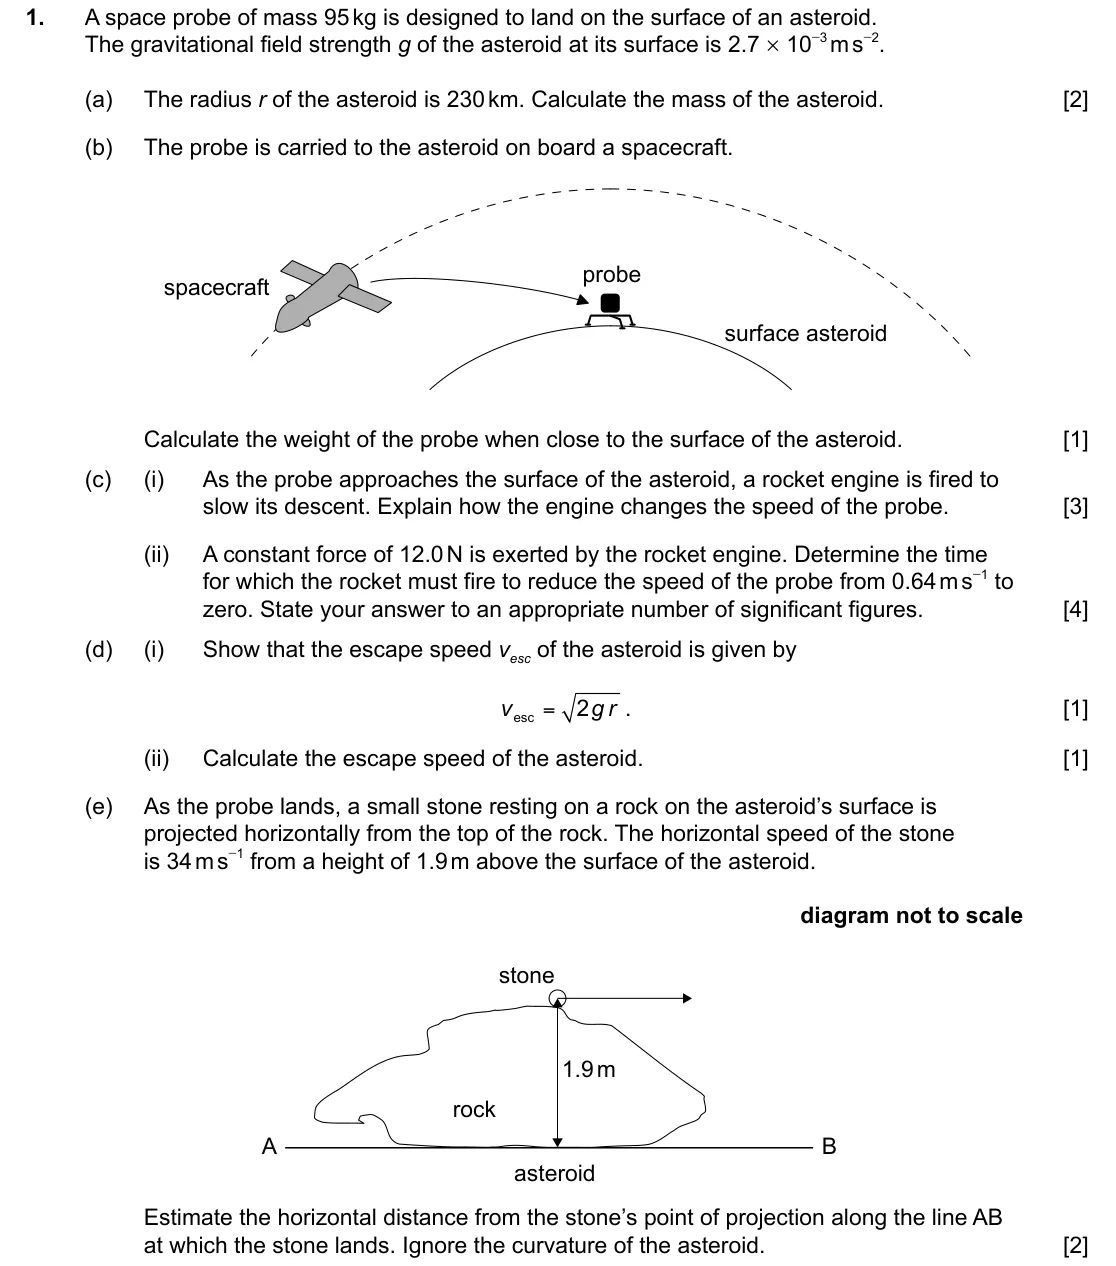 1. A space probe of mass 95 kg is designed to land on the surface of an asteroid.
The gravitational field strength g of the asteroid at its surface is 2.7 × 10⁻³ m s⁻².
(a) The radius r of the asteroid is 230 km. Calculate the mass of the asteroid. [2]
(b) The probe is carried to the asteroid on board a spacecraft.
probe
spacecraft
surface asteroid
Calculate the weight of the probe when close to the surface of the asteroid. [1]
(c) (i) As the probe approaches the surface of the asteroid, a rocket engine is fired to
slow its descent. Explain how the engine changes the speed of the probe. [3]
(ii) A constant force of 12.0 N is exerted by the rocket engine. Determine the time
for which the rocket must fire to reduce the speed of the probe from 0.64 m s⁻¹ to
zero. State your answer to an appropriate number of significant figures. [4]
(d) (i) Show that the escape speed v_esc of the asteroid is given by
v_esc = √(2 g r) . [1]
(ii) Calculate the escape speed of the asteroid. [1]
(e) As the probe lands, a small stone resting on a rock on the asteroid's surface is
projected horizontally from the top of the rock. The horizontal speed of the stone
is 34 m s⁻¹ from a height of 1.9 m above the surface of the asteroid.
diagram not to scale
stone
1.9 m
rock
A B
asteroid
Estimate the horizontal distance from the stone's point of projection along the line AB
at which the stone lands. Ignore the curvature of the asteroid. [2]